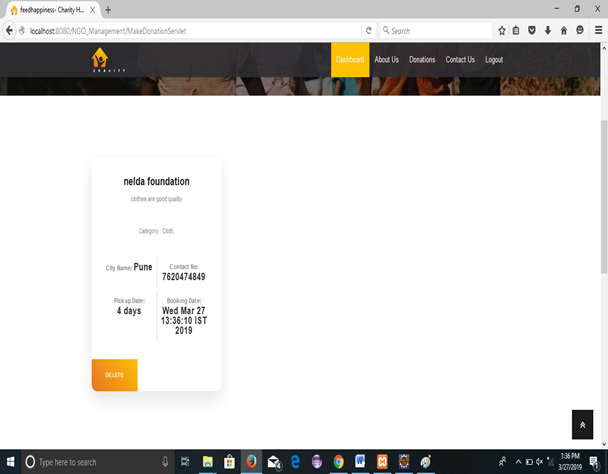 feedhappiness- Charity H...
localhost:8080/NGO_Management/MakeDonationServlet
Search
CHRAITY
Dashboard About Us Donations Contact Us Logout
nelda foundation
clothes are good quality
Category : Cloth,
City Name: Pune
Contact No:
7620474849
Pickup Date:
4 days
Booking Date:
Wed Mar 27
13:36:10 IST
2019
DELETE
Type here to search
1:36 PM
3/27/2019